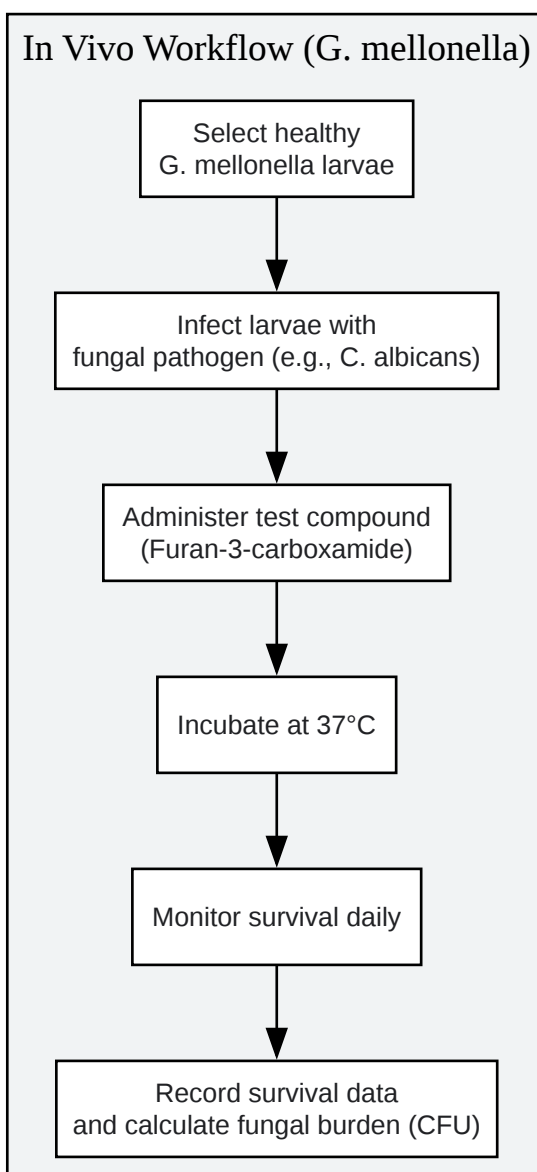 In Vivo Workflow (G. mellonella)
Select healthy
G. mellonella larvae
Infect larvae with
fungal pathogen (e.g., C. albicans)
Administer test compound
(Furan-3-carboxamide)
Incubate at 37°C
Monitor survival daily
Record survival data
and calculate fungal burden (CFU)